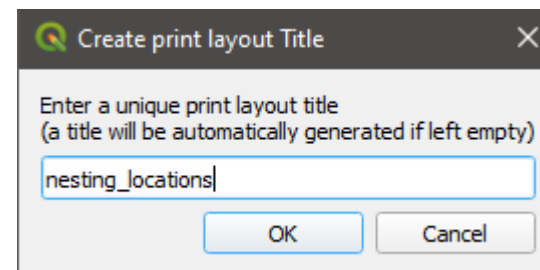 Create print layout Title
Enter a unique print layout title
(a title will be automatically generated if left empty)
nesting_locations
OK Cancel